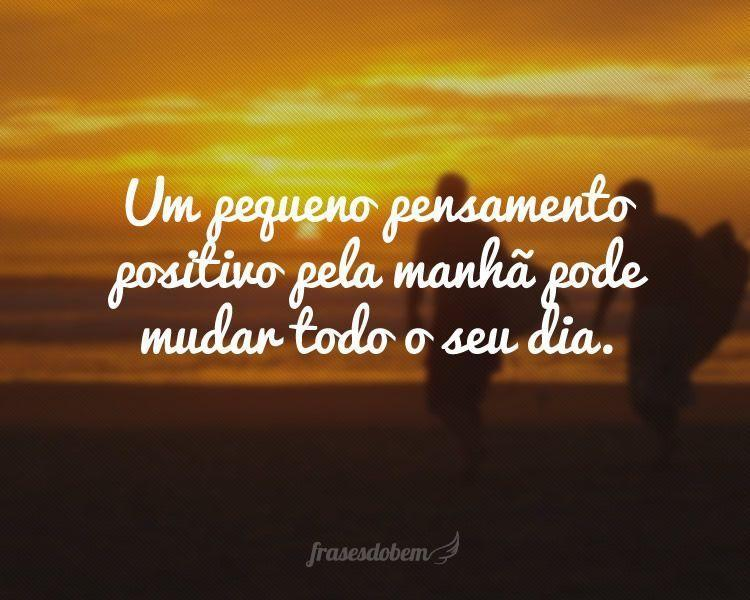 Um pequeno pensamento
positivo pela manhã pode
mudar todo o seu dia.
frasesdobem